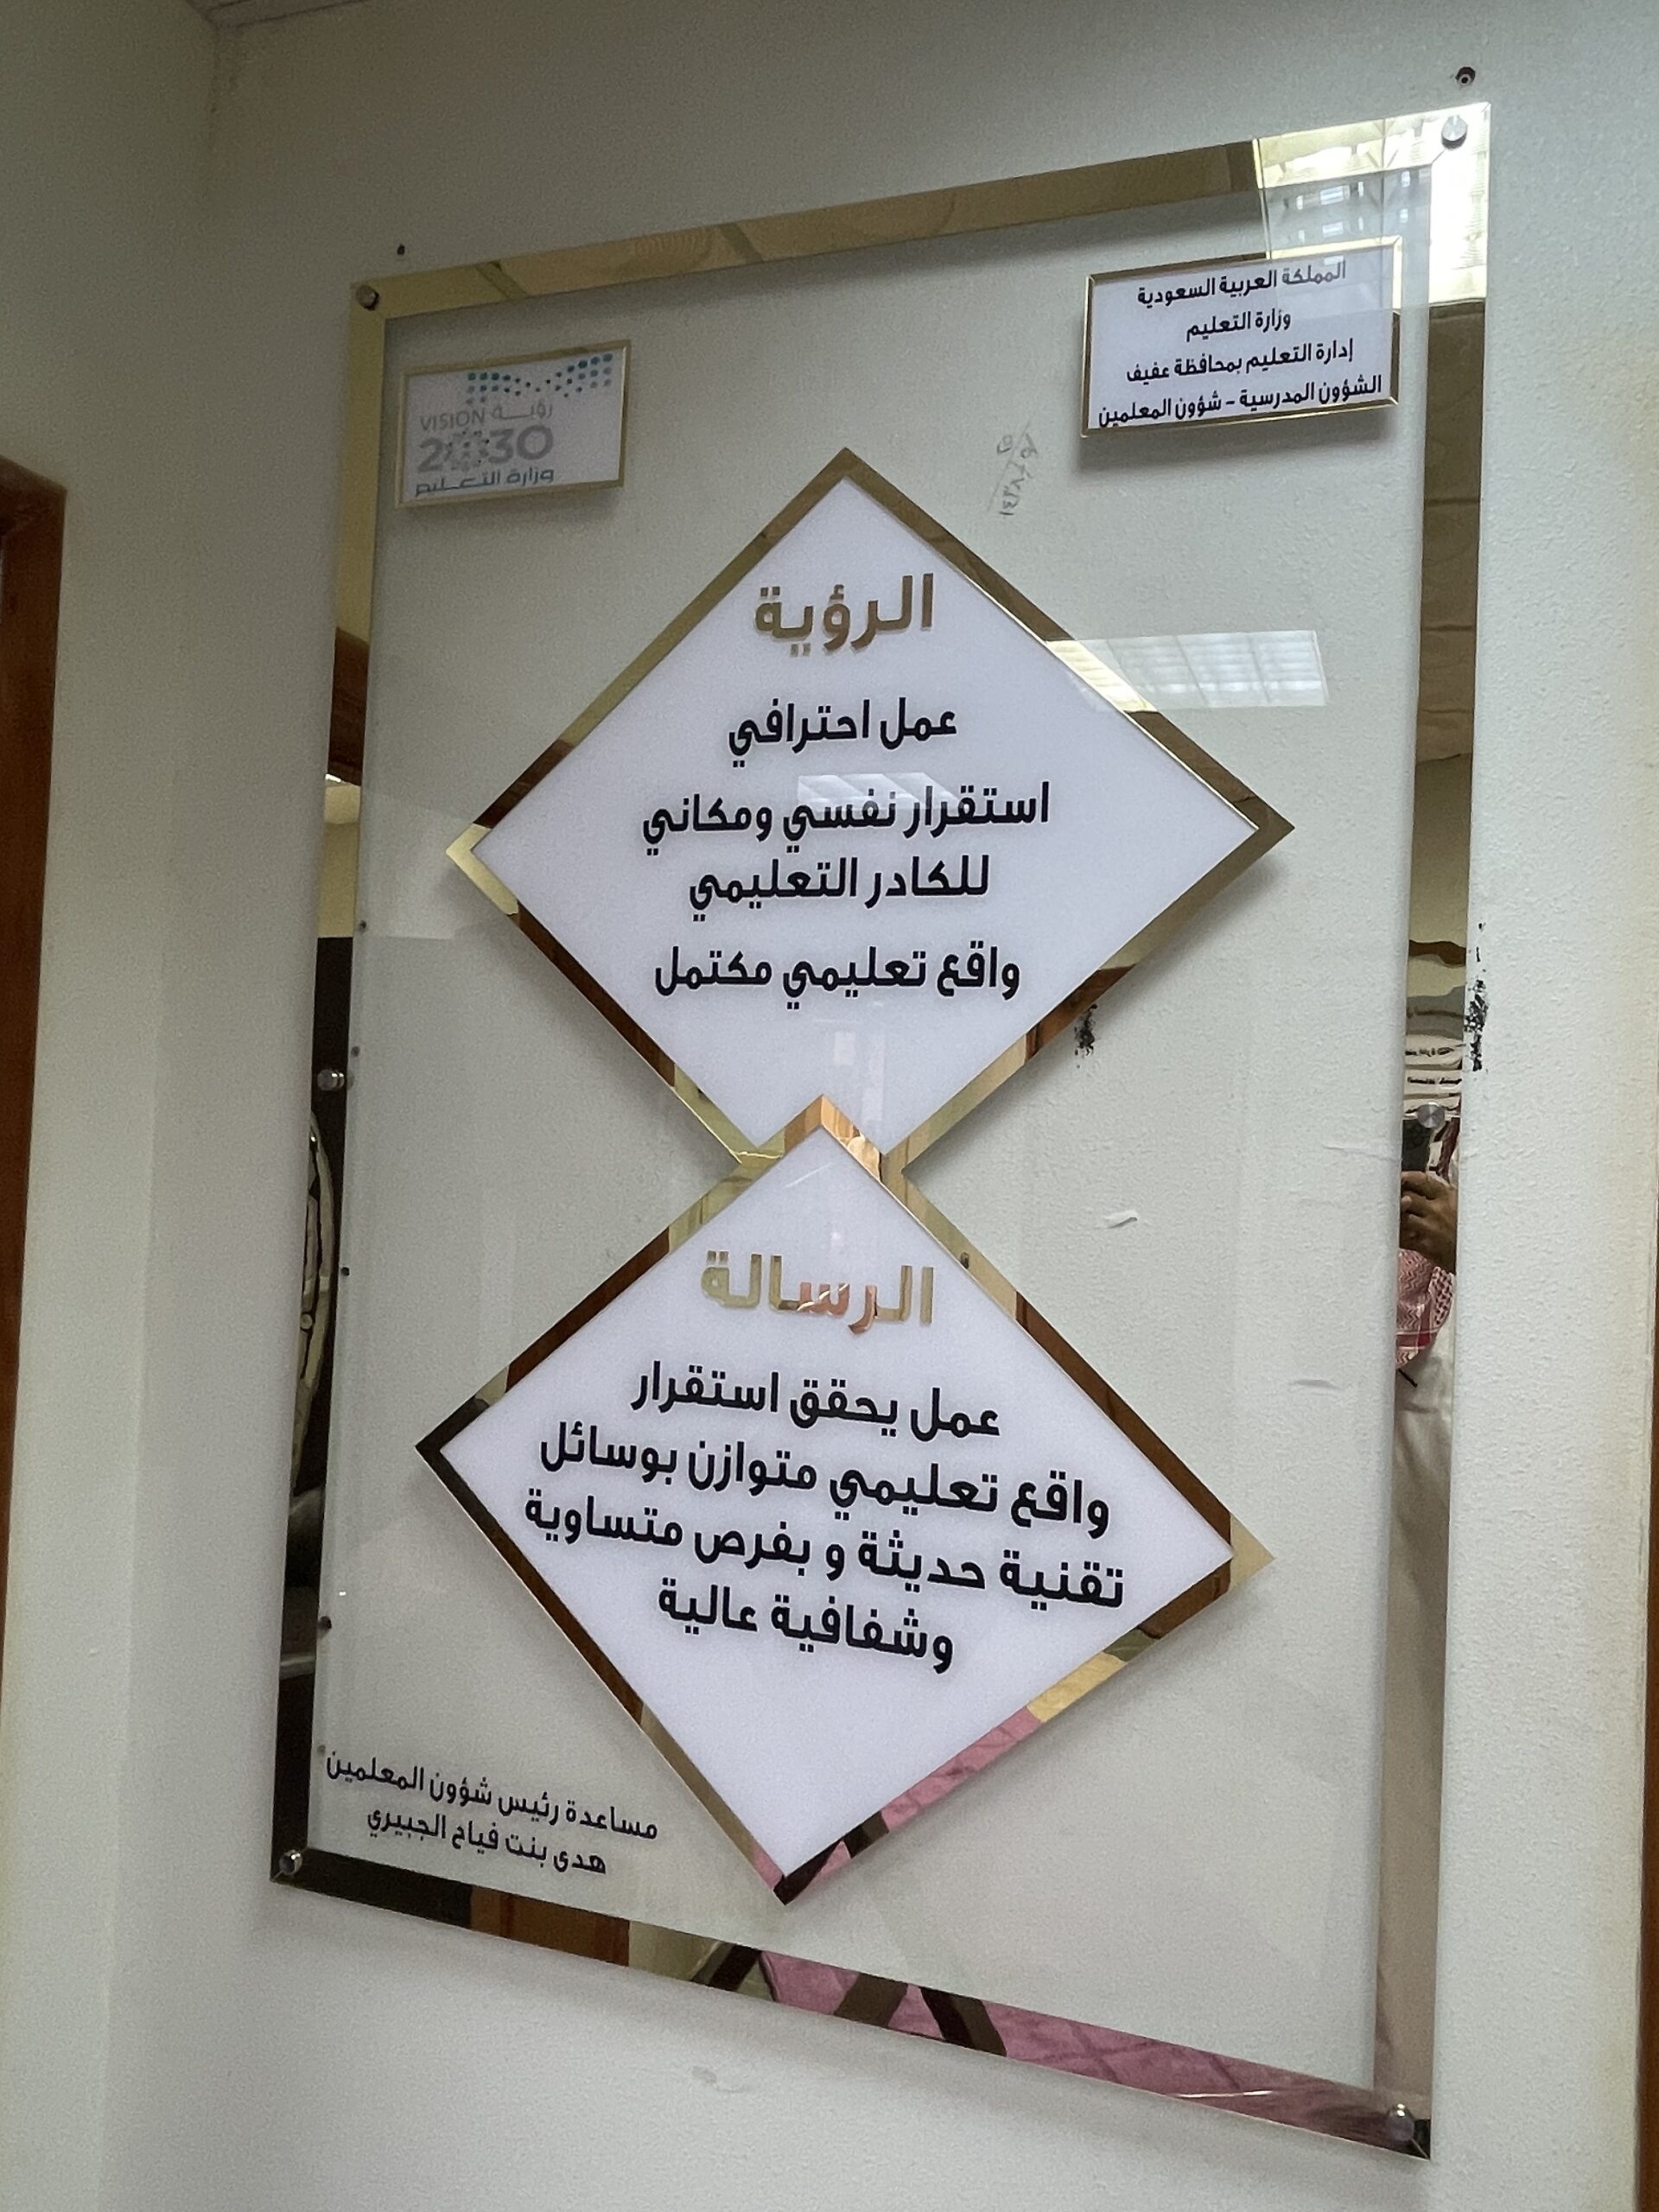 المملكة العربية السعودية
وزارة التعليم
إدارة التعليم بمحافظة عفيف
الشؤون المدرسية - شؤون المعلمين
VISION رؤيــة
2030
وزارة التعـليم
الرؤية
عمل احترافي
استقرار نفسي ومكاني
للكادر التعليمي
واقع تعليمي مكتمل
الرسالة
عمل يحقق استقرار
واقع تعليمي متوازن بوسائل
تقنية حديثة و بفرص متساوية
وشفافية عالية
مساعدة رئيس شؤون المعلمين
هدى بنت فياح الجبيري